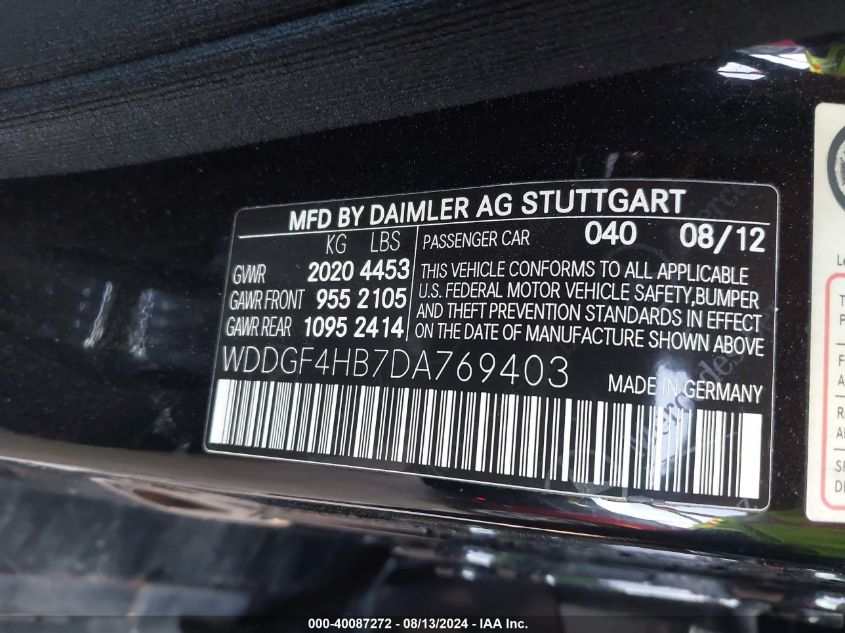 MFD BY DAIMLER AG STUTTGART
KG LBS
GVWR 2020 4453
GAWR FRONT 955 2105
GAWR REAR 1095 2414
PASSENGER CAR 040 08/12
THIS VEHICLE CONFORMS TO ALL APPLICABLE
U.S. FEDERAL MOTOR VEHICLE SAFETY,BUMPER
AND THEFT PREVENTION STANDARDS IN EFFECT
ON THE DATE OF MANUFACTURE SHOWN ABOVE
WDDGF4HB7DA769403
MADE IN GERMANY
000-40087272 - 08/13/2024 - IAA Inc.